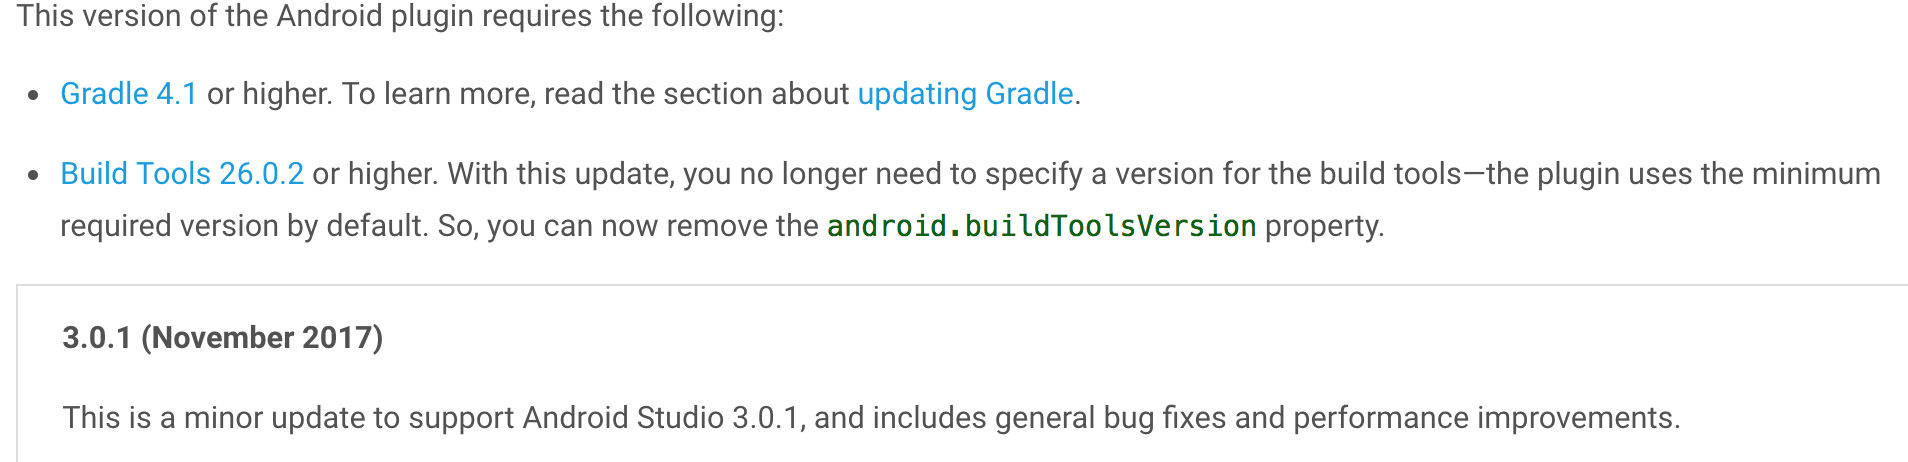 This version of the Android plugin requires the following:
• Gradle 4.1 or higher. To learn more, read the section about updating Gradle.
• Build Tools 26.0.2 or higher. With this update, you no longer need to specify a version for the build tools—the plugin uses the minimum
required version by default. So, you can now remove the android.buildToolsVersion property.
3.0.1 (November 2017)
This is a minor update to support Android Studio 3.0.1, and includes general bug fixes and performance improvements.